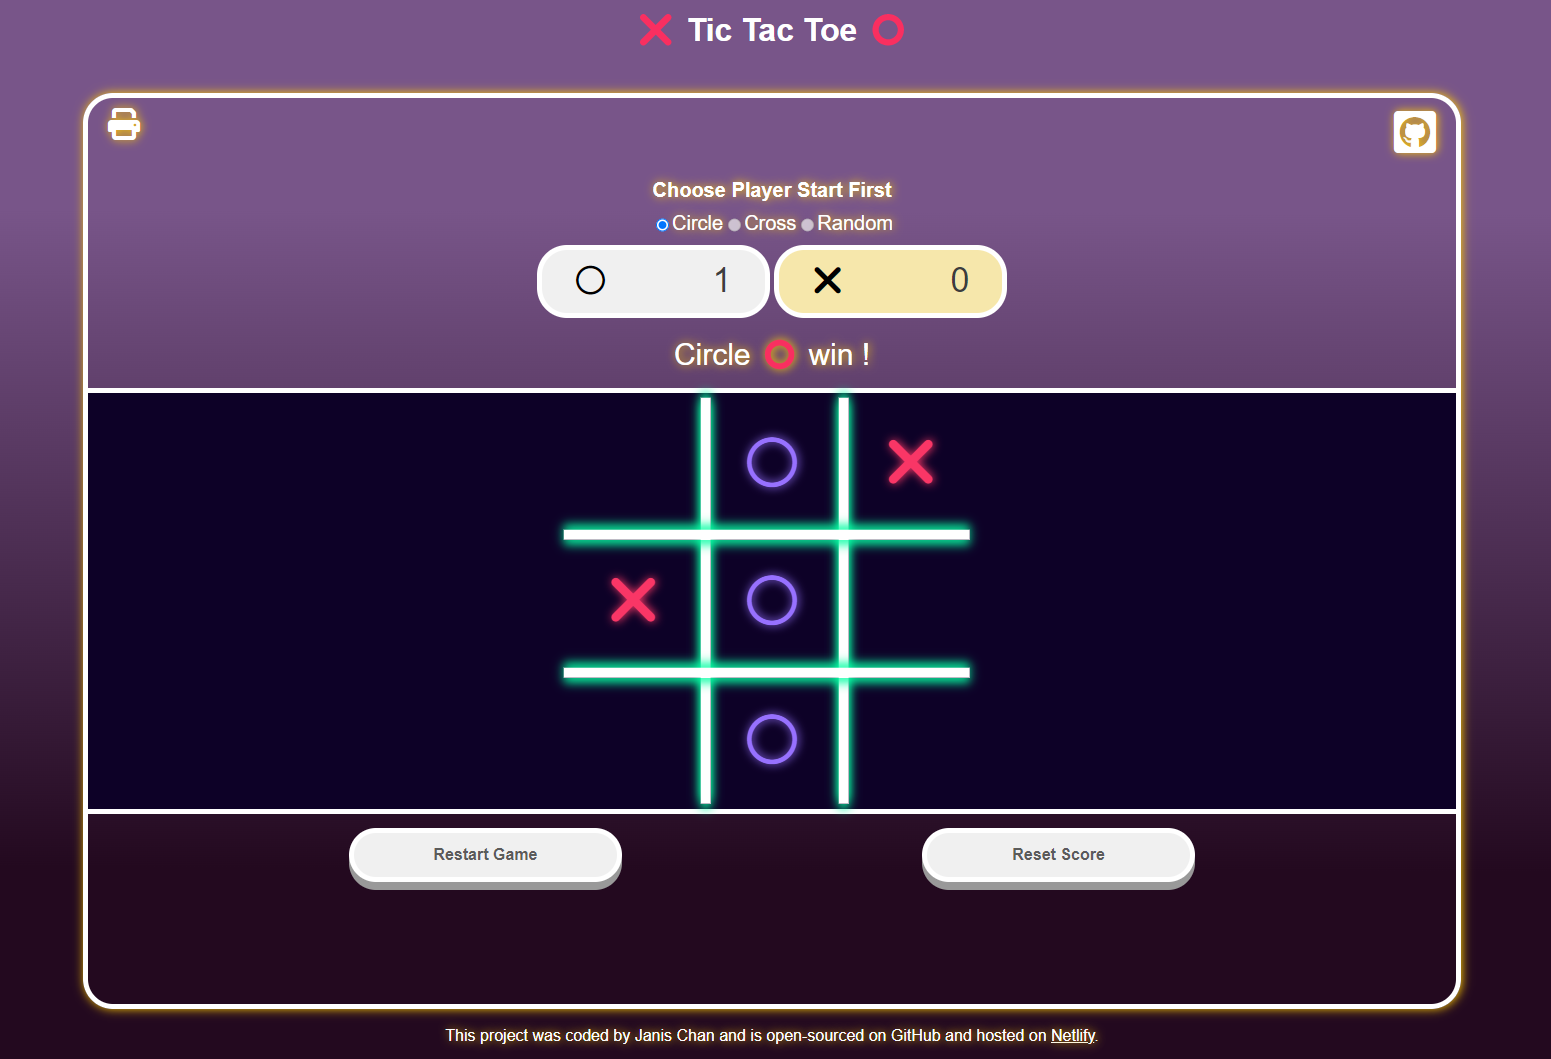 Tic Tac Toe
Choose Player Start First
Circle Cross Random
1 0
Circle win !
Restart Game Reset Score
This project was coded by Janis Chan and is open-sourced on GitHub and hosted on Netlify.